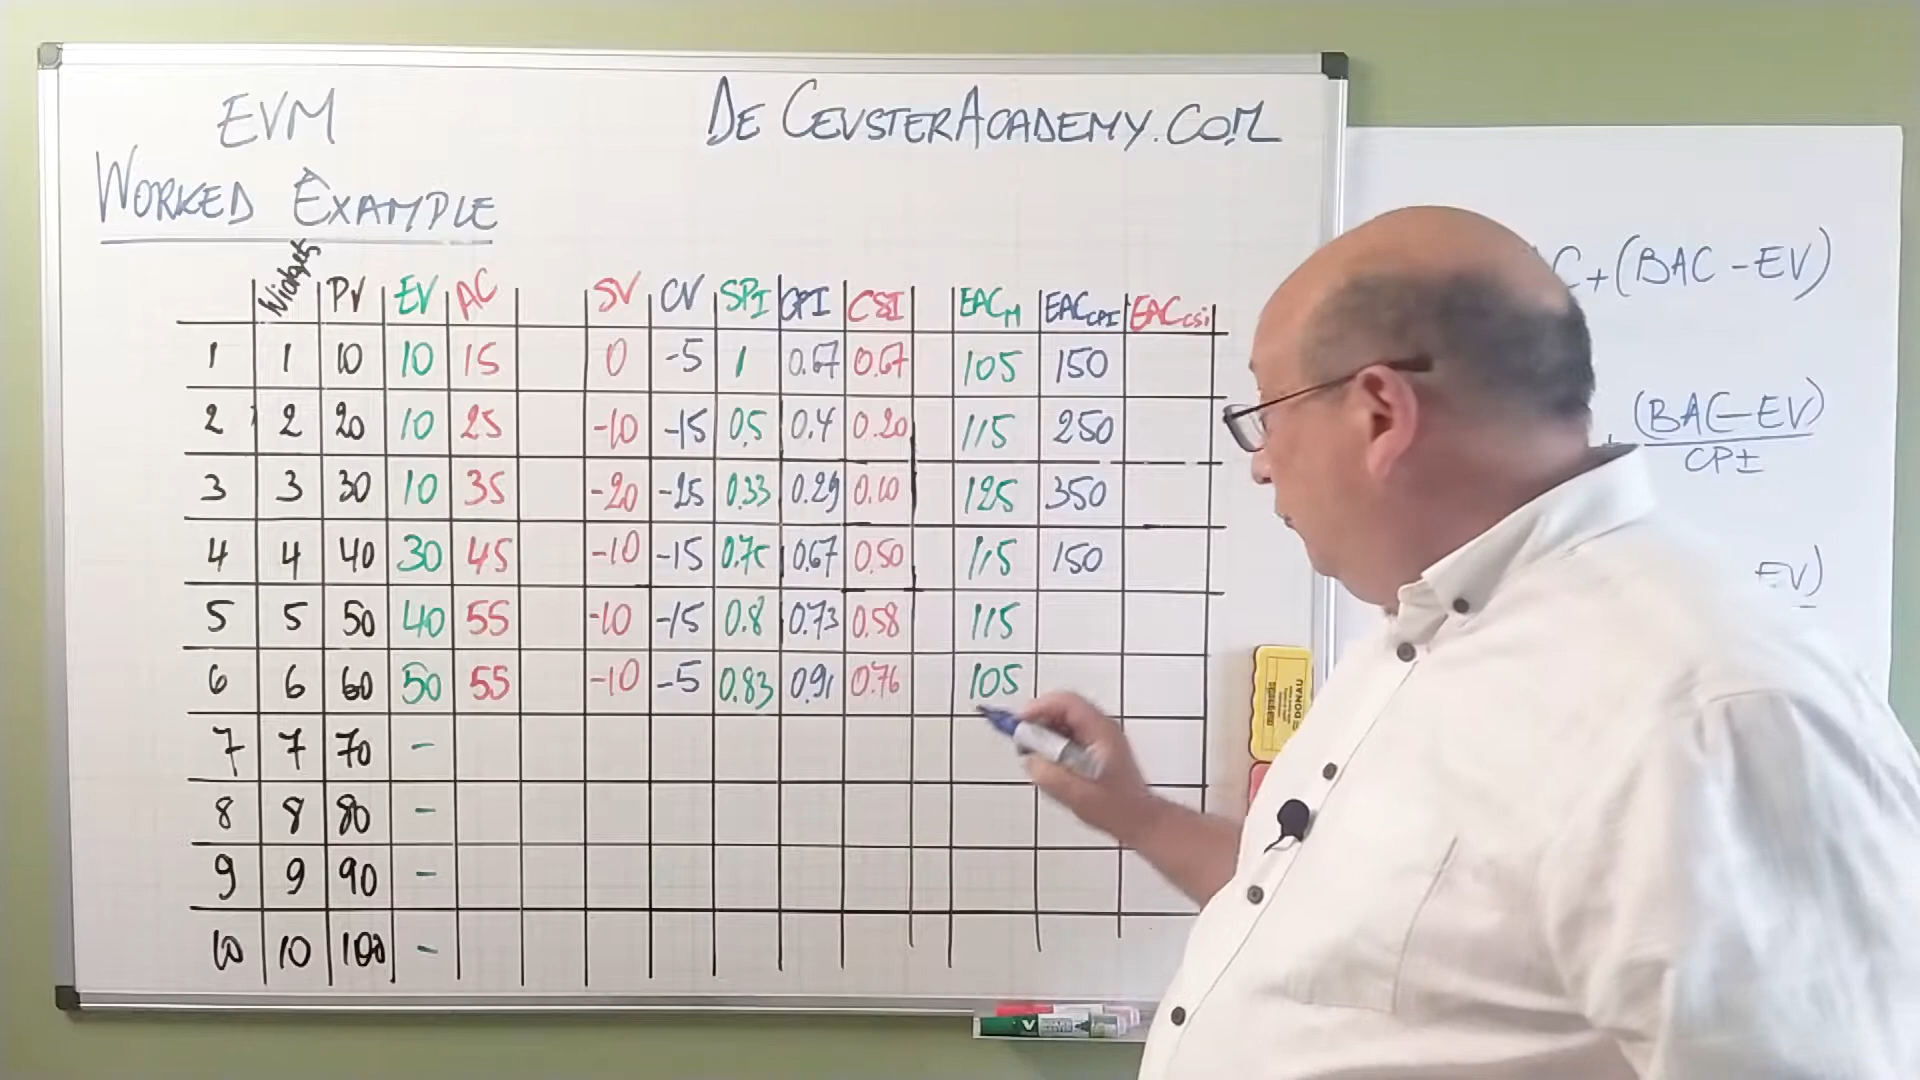 EVM
DE CEUSTERACADEMY.COM
WORKED EXAMPLE
Widgets PV EV AC SV CV SPI CPI CSI EACM EACCPI EACCSi
1 1 10 10 15 0 -5 1 0.67 0.67 105 150
2 2 20 10 25 -10 -15 0.5 0.4 0.20 115 250
3 3 30 10 35 -20 -25 0.33 0.29 0.10 125 350
4 4 40 30 45 -10 -15 0.75 0.67 0.50 115 150
5 5 50 40 55 -10 -15 0.8 0.73 0.58 115
6 6 60 50 55 -10 -5 0.83 0.91 0.76 105
7 7 70 -
8 8 80 -
9 9 90 -
10 10 100 -
C+(BAC-EV)
+ (BAC-EV)
CPI
EV)
DONAU
V